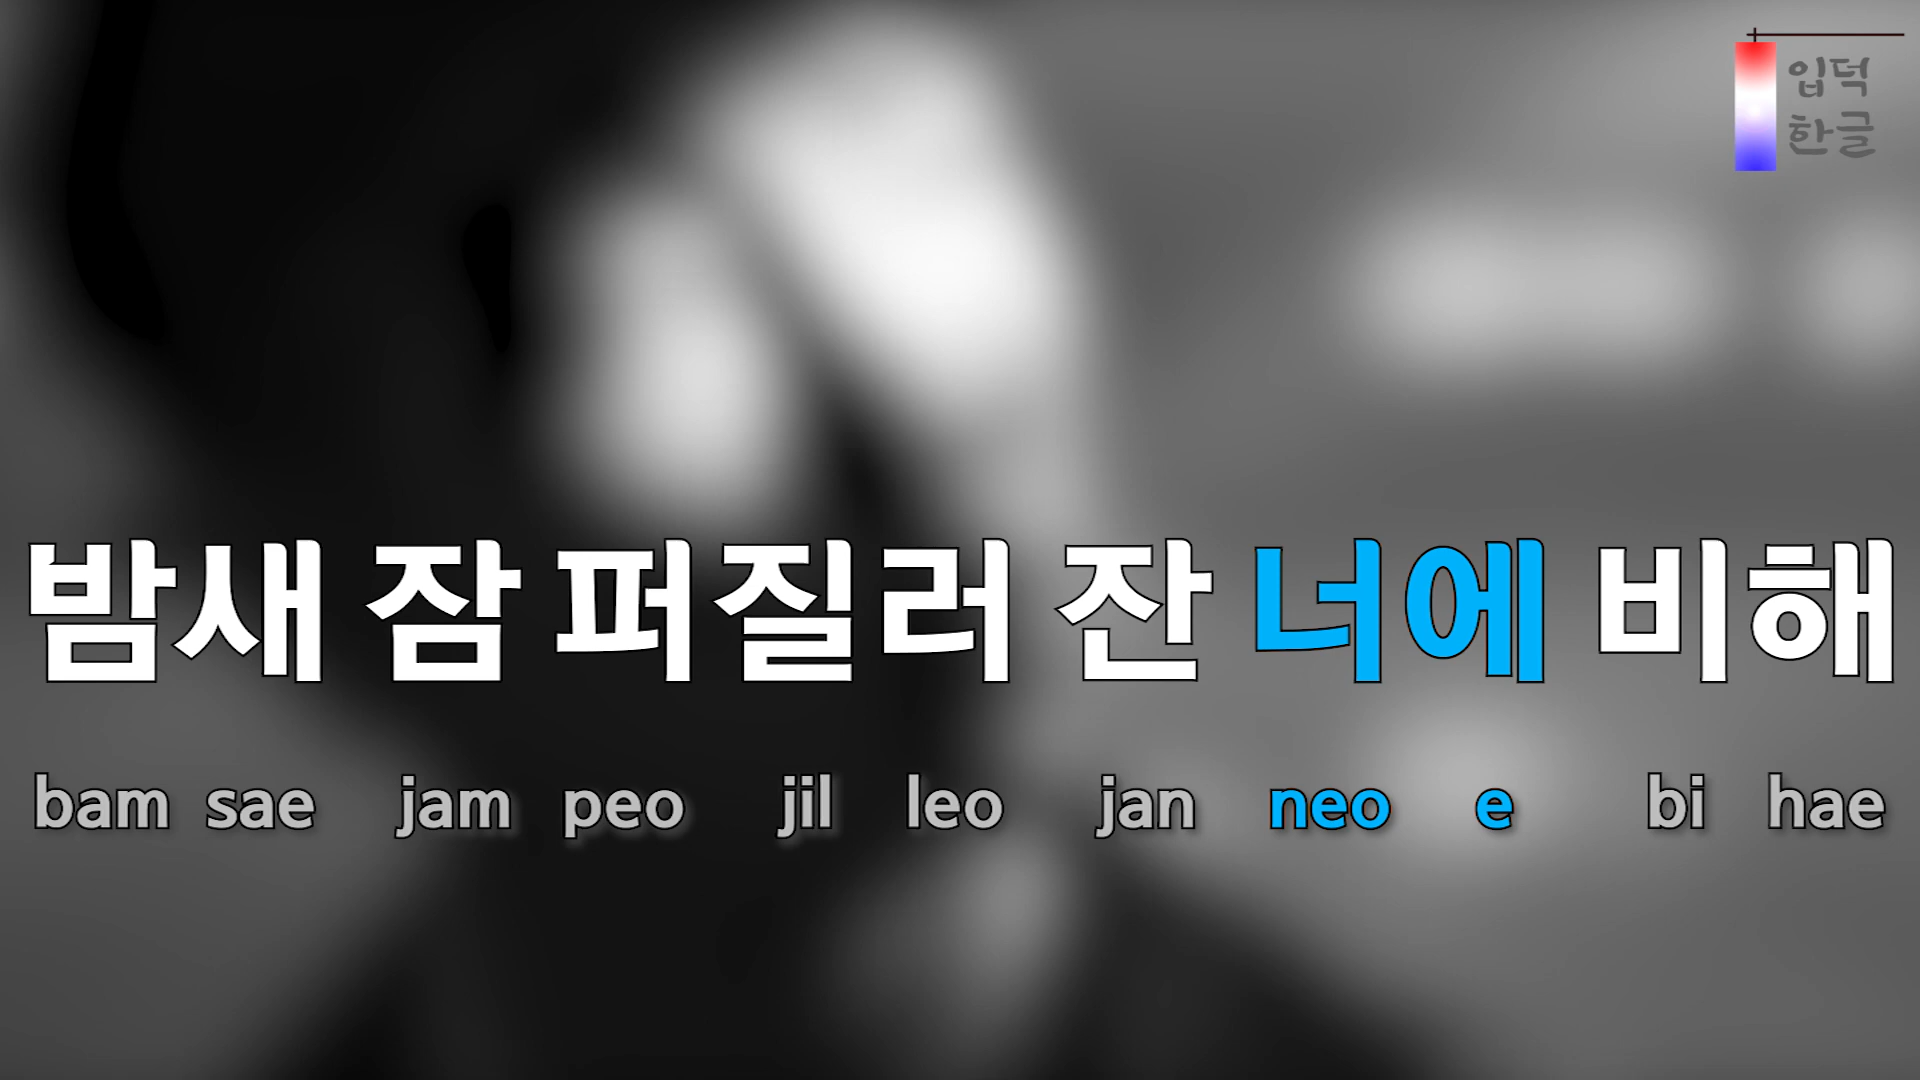 입덕
한글
밤새 잠 퍼질러 잔 너에 비해
bam sae jam peo jil leo jan neo e bi hae